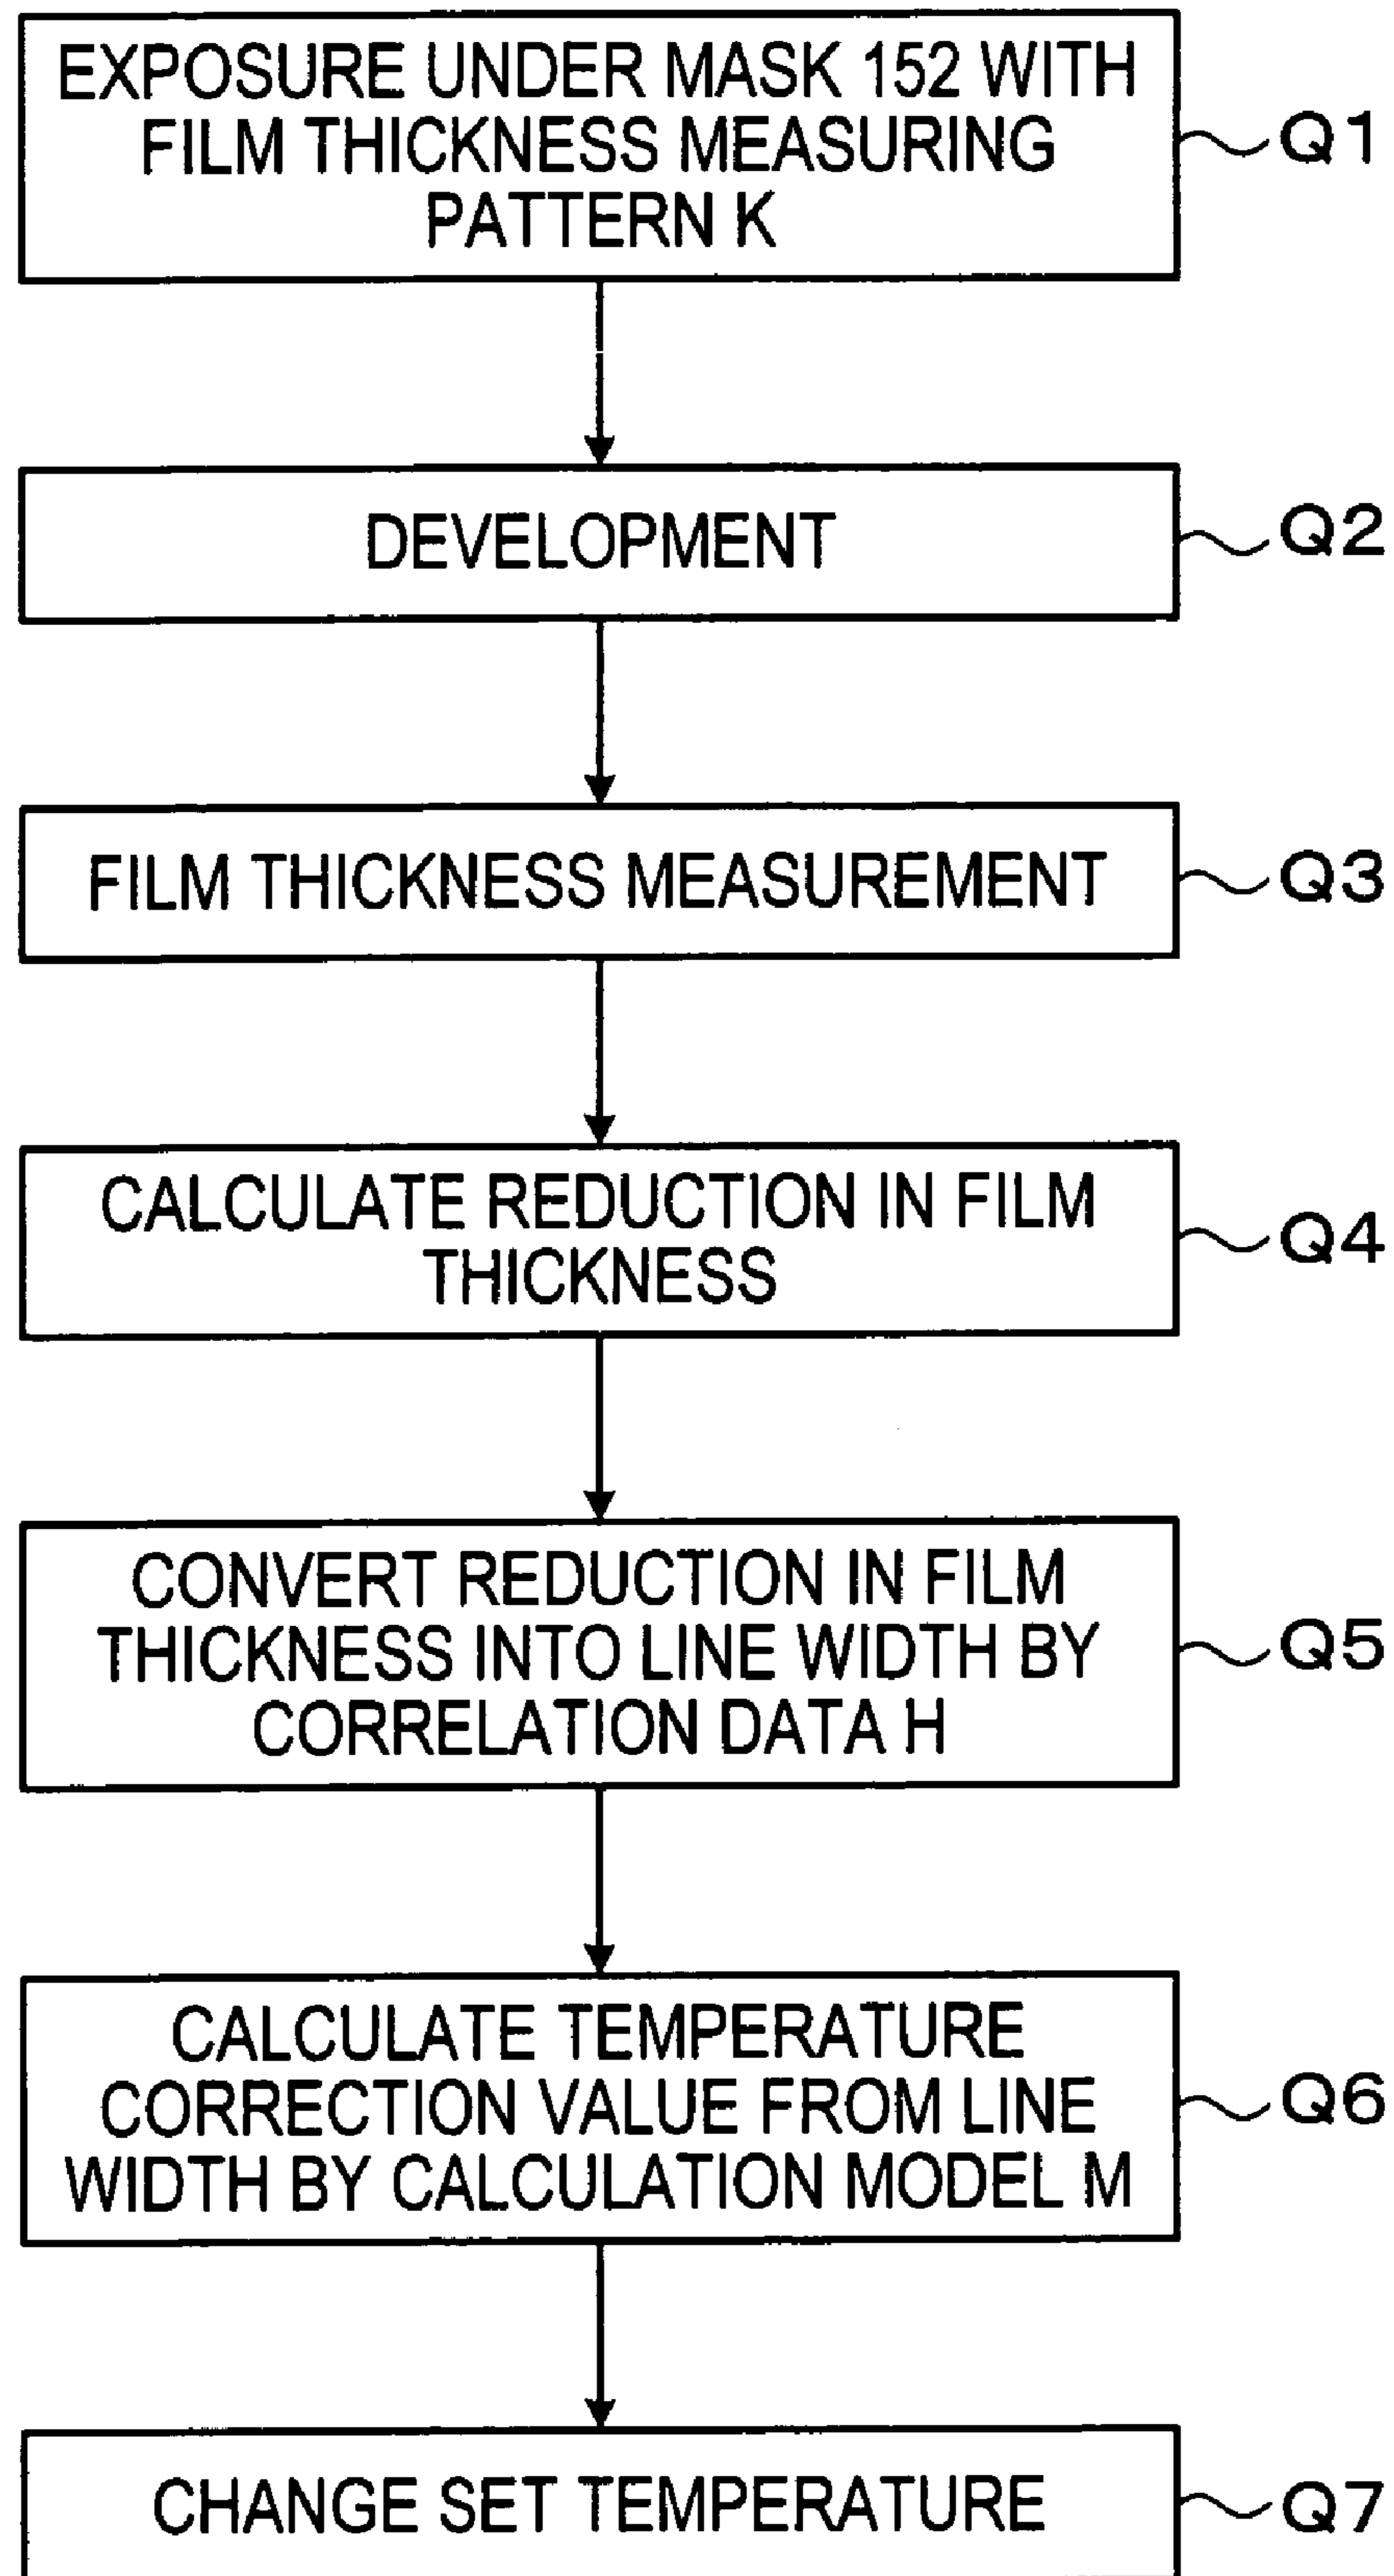 EXPOSURE UNDER MASK 152 WITH
FILM THICKNESS MEASURING
PATTERN K
Q1
DEVELOPMENT
Q2
FILM THICKNESS MEASUREMENT
Q3
CALCULATE REDUCTION IN FILM
THICKNESS
Q4
CONVERT REDUCTION IN FILM
THICKNESS INTO LINE WIDTH BY
CORRELATION DATA H
Q5
CALCULATE TEMPERATURE
CORRECTION VALUE FROM LINE
WIDTH BY CALCULATION MODEL M
Q6
CHANGE SET TEMPERATURE
Q7